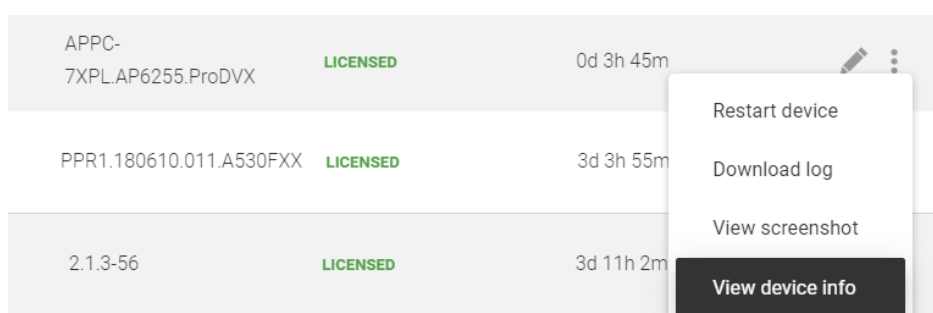 APPC-
7XPL.AP6255.ProDVX
LICENSED
0d 3h 45m
PPR1.180610.011.A530FXX
LICENSED
3d 3h 55m
2.1.3-56
LICENSED
3d 11h 2m
Restart device
Download log
View screenshot
View device info